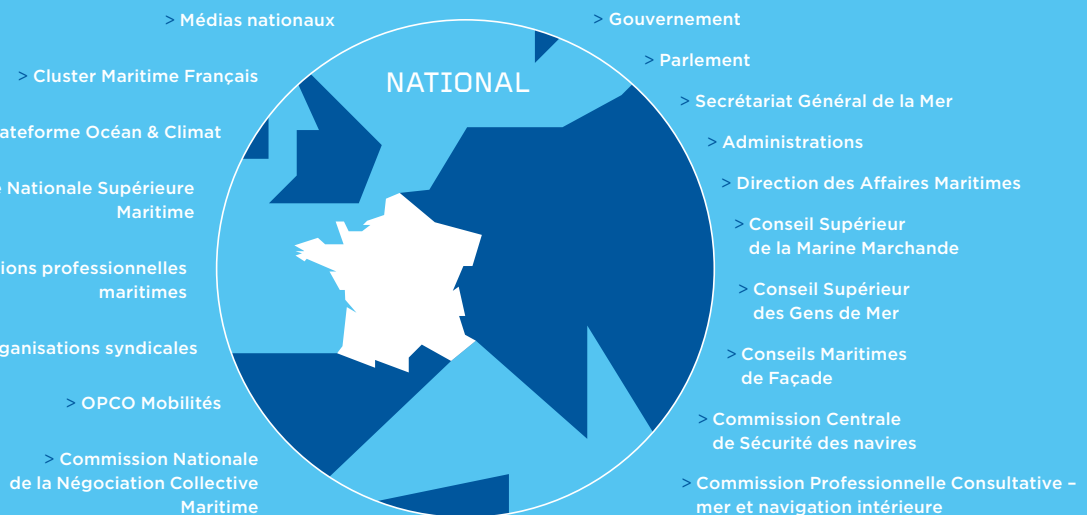 > Médias nationaux
> Cluster Maritime Français
ateforme Océan & Climat
Nationale Supérieure
Maritime
ions professionnelles
maritimes
ganisations syndicales
> OPCO Mobilités
> Commission Nationale
de la Négociation Collective
Maritime
NATIONAL
> Gouvernement
> Parlement
> Secrétariat Général de la Mer
> Administrations
> Direction des Affaires Maritimes
> Conseil Supérieur
de la Marine Marchande
> Conseil Supérieur
des Gens de Mer
> Conseils Maritimes
de Façade
> Commission Centrale
de Sécurité des navires
> Commission Professionnelle Consultative –
mer et navigation intérieure